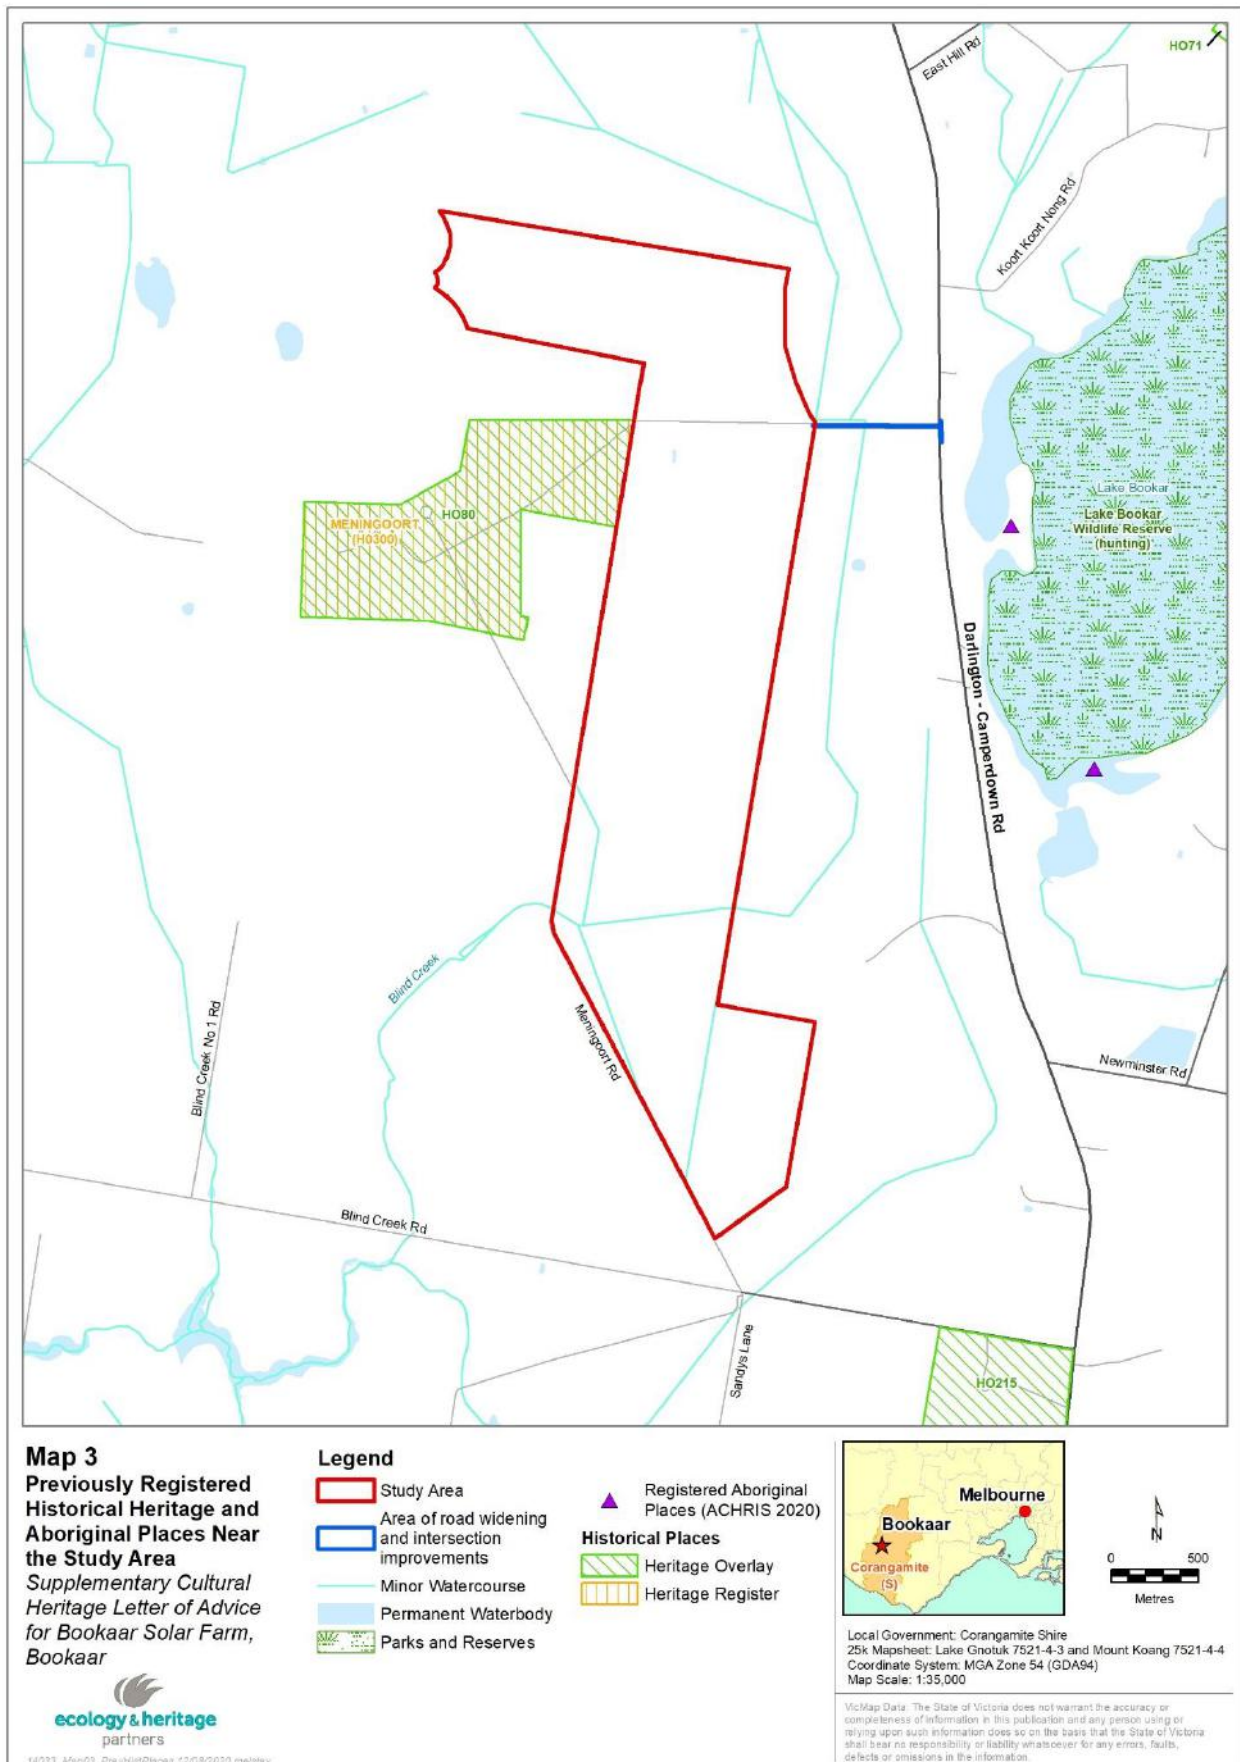 HO71
East Hill Rd
Koort Koort Nong Rd
Lake Bookar
Lake Bookar
Wildlife Reserve
(hunting)
MENINGOORT
(H0300)
HO80
Darlington - Camperdown Rd
Blind Creek
Blind Creek No 1 Rd
Meningoort Rd
Newminster Rd
Blind Creek Rd
Sandys Lane
HO215
Map 3
Previously Registered
Historical Heritage and
Aboriginal Places Near
the Study Area
Supplementary Cultural
Heritage Letter of Advice
for Bookaar Solar Farm,
Bookaar
ecology & heritage
partners
Legend
Study Area
Area of road widening
and intersection
improvements
Minor Watercourse
Permanent Waterbody
Parks and Reserves
Registered Aboriginal
Places (ACHRIS 2020)
Historical Places
Heritage Overlay
Heritage Register
Melbourne
Bookaar
Corangamite
(S)
N
0 500
Metres
Local Government: Corangamite Shire
25k Mapsheet: Lake Gnotuk 7521-4-3 and Mount Koang 7521-4-4
Coordinate System: MGA Zone 54 (GDA94)
Map Scale: 1:35,000
VicMap Data: The State of Victoria does not warrant the accuracy or
completeness of information in this publication and any person using or
relying upon such information does so on the basis that the State of Victoria
shall bear no responsibility or liability whatsoever for any errors, faults,
defects or omissions in the information.